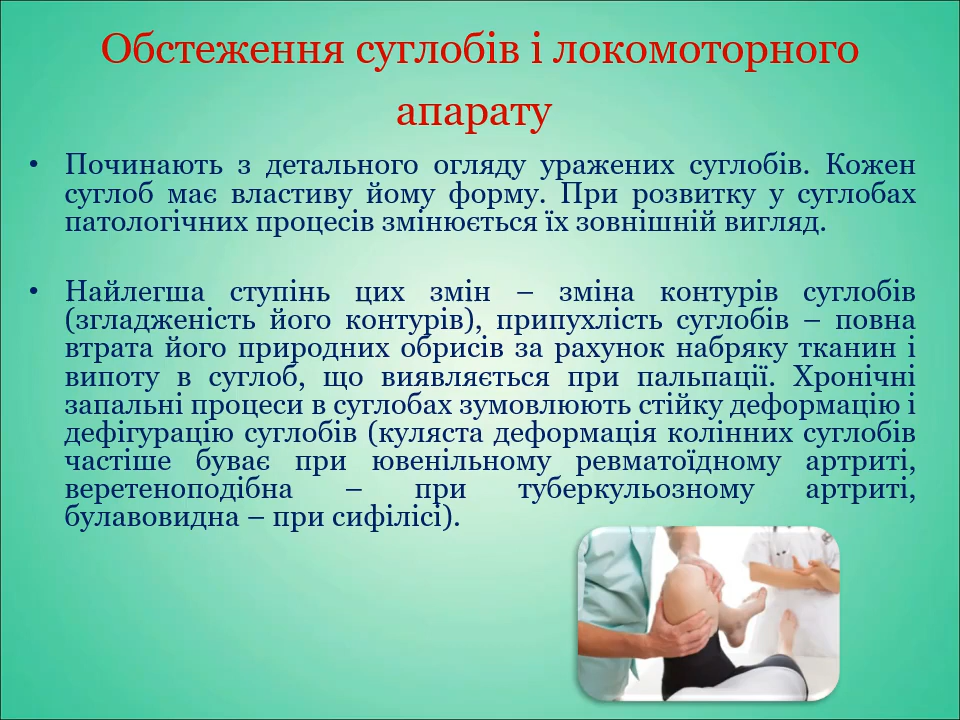 Обстеження суглобів і локомоторного
апарату
• Починають з детального огляду уражених суглобів. Кожен
суглоб має властиву йому форму. При розвитку у суглобах
патологічних процесів змінюється їх зовнішній вигляд.
• Найлегша ступінь цих змін – зміна контурів суглобів
(згладженість його контурів), припухлість суглобів – повна
втрата його природних обрисів за рахунок набряку тканин і
випоту в суглоб, що виявляється при пальпації. Хронічні
запальні процеси в суглобах зумовлюють стійку деформацію і
дефігурацію суглобів (куляста деформація колінних суглобів
частіше буває при ювенільному ревматоїдному артриті,
веретеноподібна – при туберкульозному артриті,
булавовидна – при сифілісі).